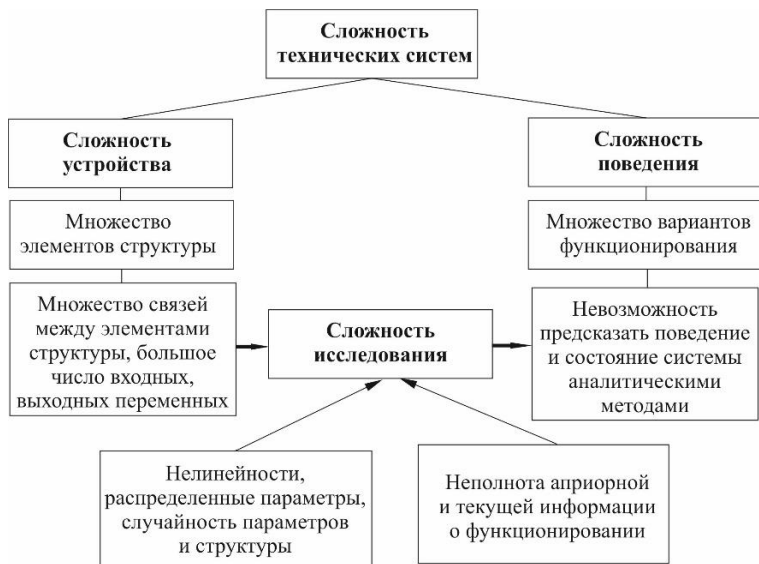 Сложность
технических систем
Сложность
устройства
Сложность
поведения
Множество
элементов структуры
Множество вариантов
функционирования
Множество связей
между элементами
структуры, большое
число входных,
выходных переменных
Сложность
исследования
Невозможность
предсказать поведение
и состояние системы
аналитическими
методами
Нелинейности,
распределенные параметры,
случайность параметров
и структуры
Неполнота априорной
и текущей информации
о функционировании